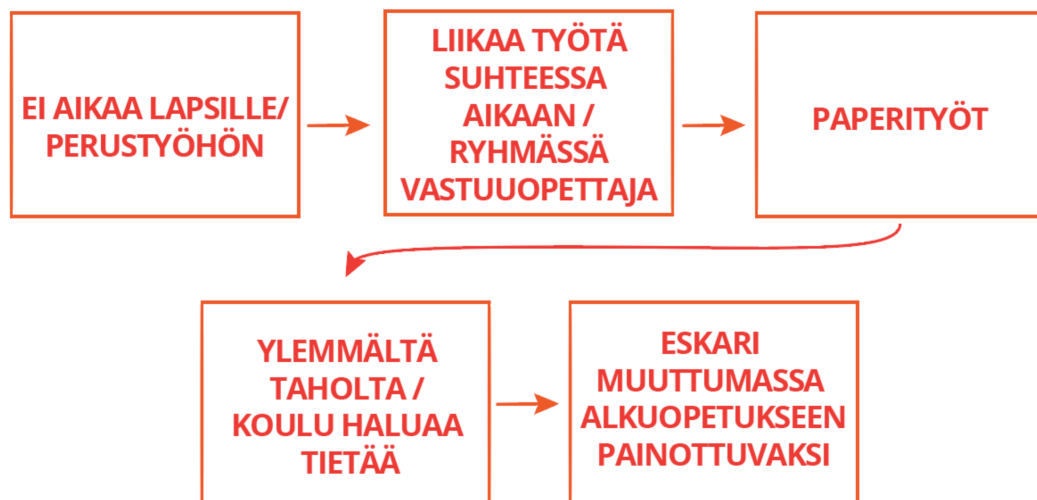 EI AIKAA LAPSILLE/
PERUSTYÖHÖN
LIIKAA TYÖTÄ
SUHTEESSA
AIKAAN /
RYHMÄSSÄ
VASTUUOPETTAJA
PAPERITYÖT
YLEMMÄLTÄ
TAHOLTA /
KOULU HALUAA
TIETÄÄ
ESKARI
MUUTTUMASSA
ALKUOPETUKSEEN
PAINOTTUVAKSI